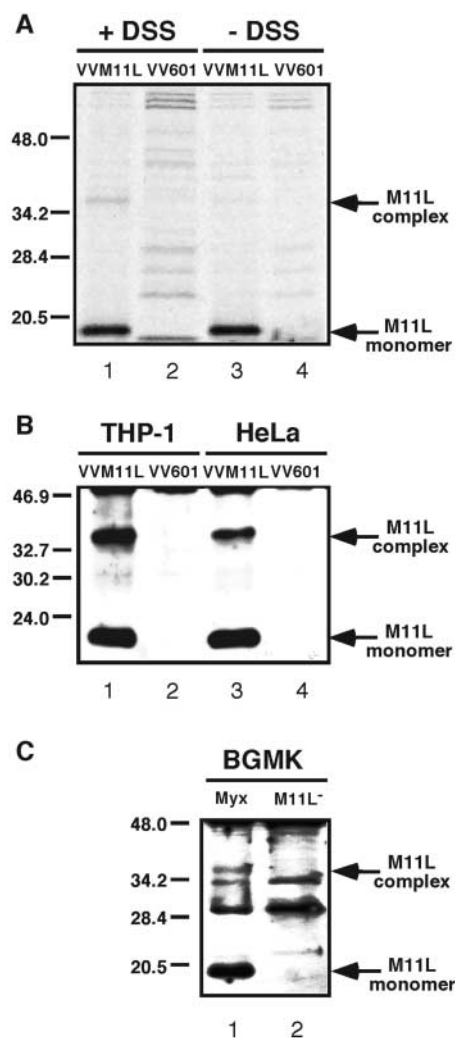 A
+ DSS - DSS
VVM11L VV601 VVM11L VV601
48.0
34.2
28.4
20.5
M11L
complex
M11L
monomer
1 2 3 4
B
THP-1 HeLa
VVM11L VV601 VVM11L VV601
46.9
32.7
30.2
24.0
M11L
complex
M11L
monomer
1 2 3 4
C
BGMK
Myx M11L-
48.0
34.2
28.4
20.5
M11L
complex
M11L
monomer
1 2